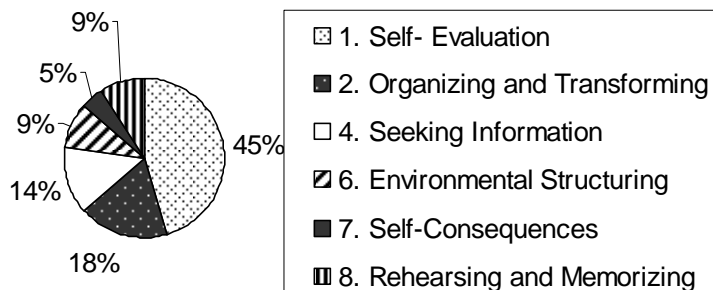 9%
5%
9%
14%
18%
45%
1. Self- Evaluation
2. Organizing and Transforming
4. Seeking Information
6. Environmental Structuring
7. Self-Consequences
8. Rehearsing and Memorizing